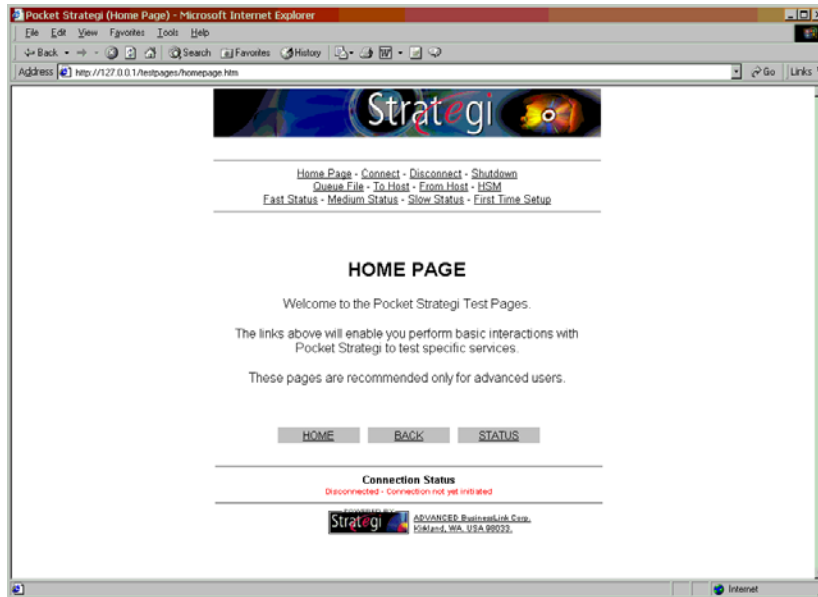 Pocket Strategi (Home Page) - Microsoft Internet Explorer
File Edit View Favorites Tools Help
Back Search Favorites History
Address http://127.0.0.1/testpages/homepage.htm Go Links
Strategi
Home Page - Connect - Disconnect - Shutdown
Queue File - To Host - From Host - HSM
Fast Status - Medium Status - Slow Status - First Time Setup
HOME PAGE
Welcome to the Pocket Strategi Test Pages.
The links above will enable you perform basic interactions with
Pocket Strategi to test specific services.
These pages are recommended only for advanced users.
HOME BACK STATUS
Connection Status
Disconnected - Connection not yet initiated
POWERED BY
Strategi
ADVANCED BusinessLink Corp.
Kirkland, WA, USA 98033.
Internet